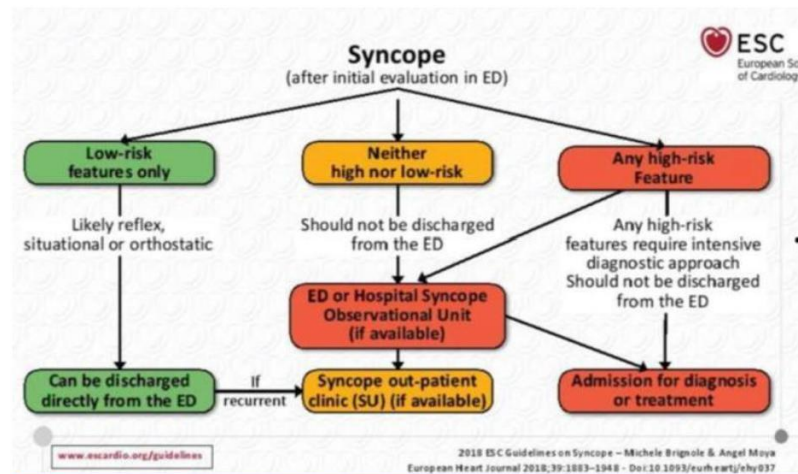 Syncope
(after initial evaluation in ED)
ESC
European So
of Cardiology
Low-risk
features only
Neither
high nor low-risk
Any high-risk
Feature
Likely reflex,
situational or orthostatic
Should not be discharged
from the ED
Any high-risk
features require intensive
diagnostic approach
Should not be discharged
from the ED
ED or Hospital Syncope
Observational Unit
(if available)
Can be discharged
directly from the ED
If
recurrent
Syncope out-patient
clinic (SU) (if available)
Admission for diagnosis
or treatment
www.escardio.org/guidelines
2018 ESC Guidelines on Syncope – Michele Brignole & Angel Moya
European Heart Journal 2018;39:1883–1948 - Doi:10.1093/eurheartj/ehy037